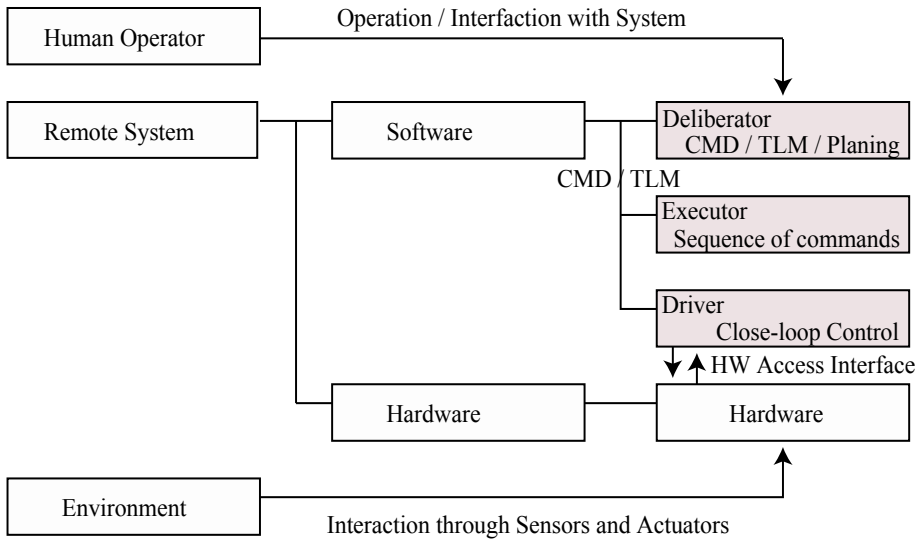 Operation / Interfaction with System
Human Operator
Remote System
Software
Deliberator
CMD / TLM / Planing
CMD / TLM
Executor
Sequence of commands
Driver
Close-loop Control
HW Access Interface
Hardware
Hardware
Environment
Interaction through Sensors and Actuators